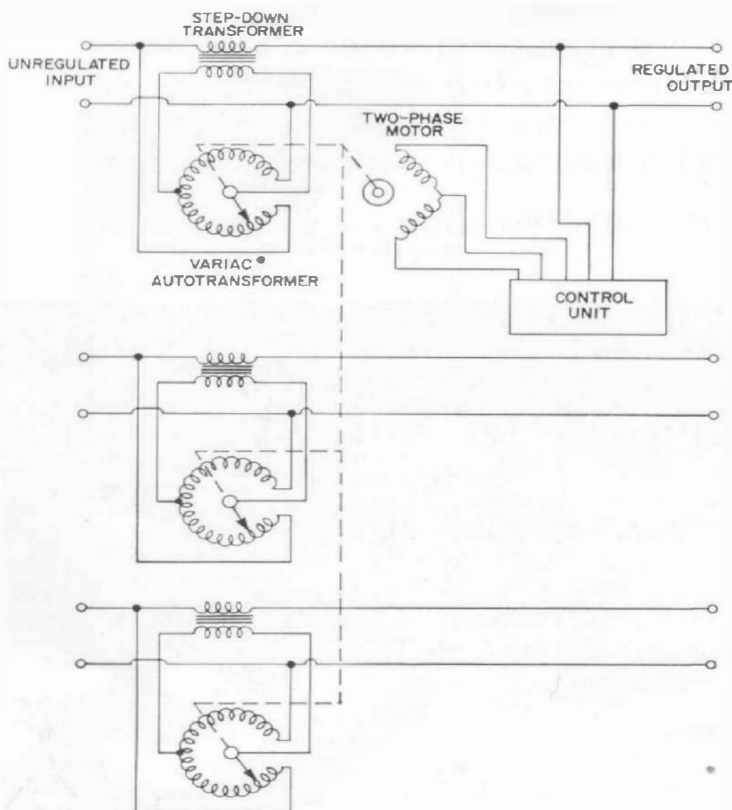 STEP-DOWN
TRANSFORMER
UNREGULATED
INPUT
REGULATED
OUTPUT
TWO-PHASE
MOTOR
VARIAC®
AUTOTRANSFORMER
CONTROL
UNIT